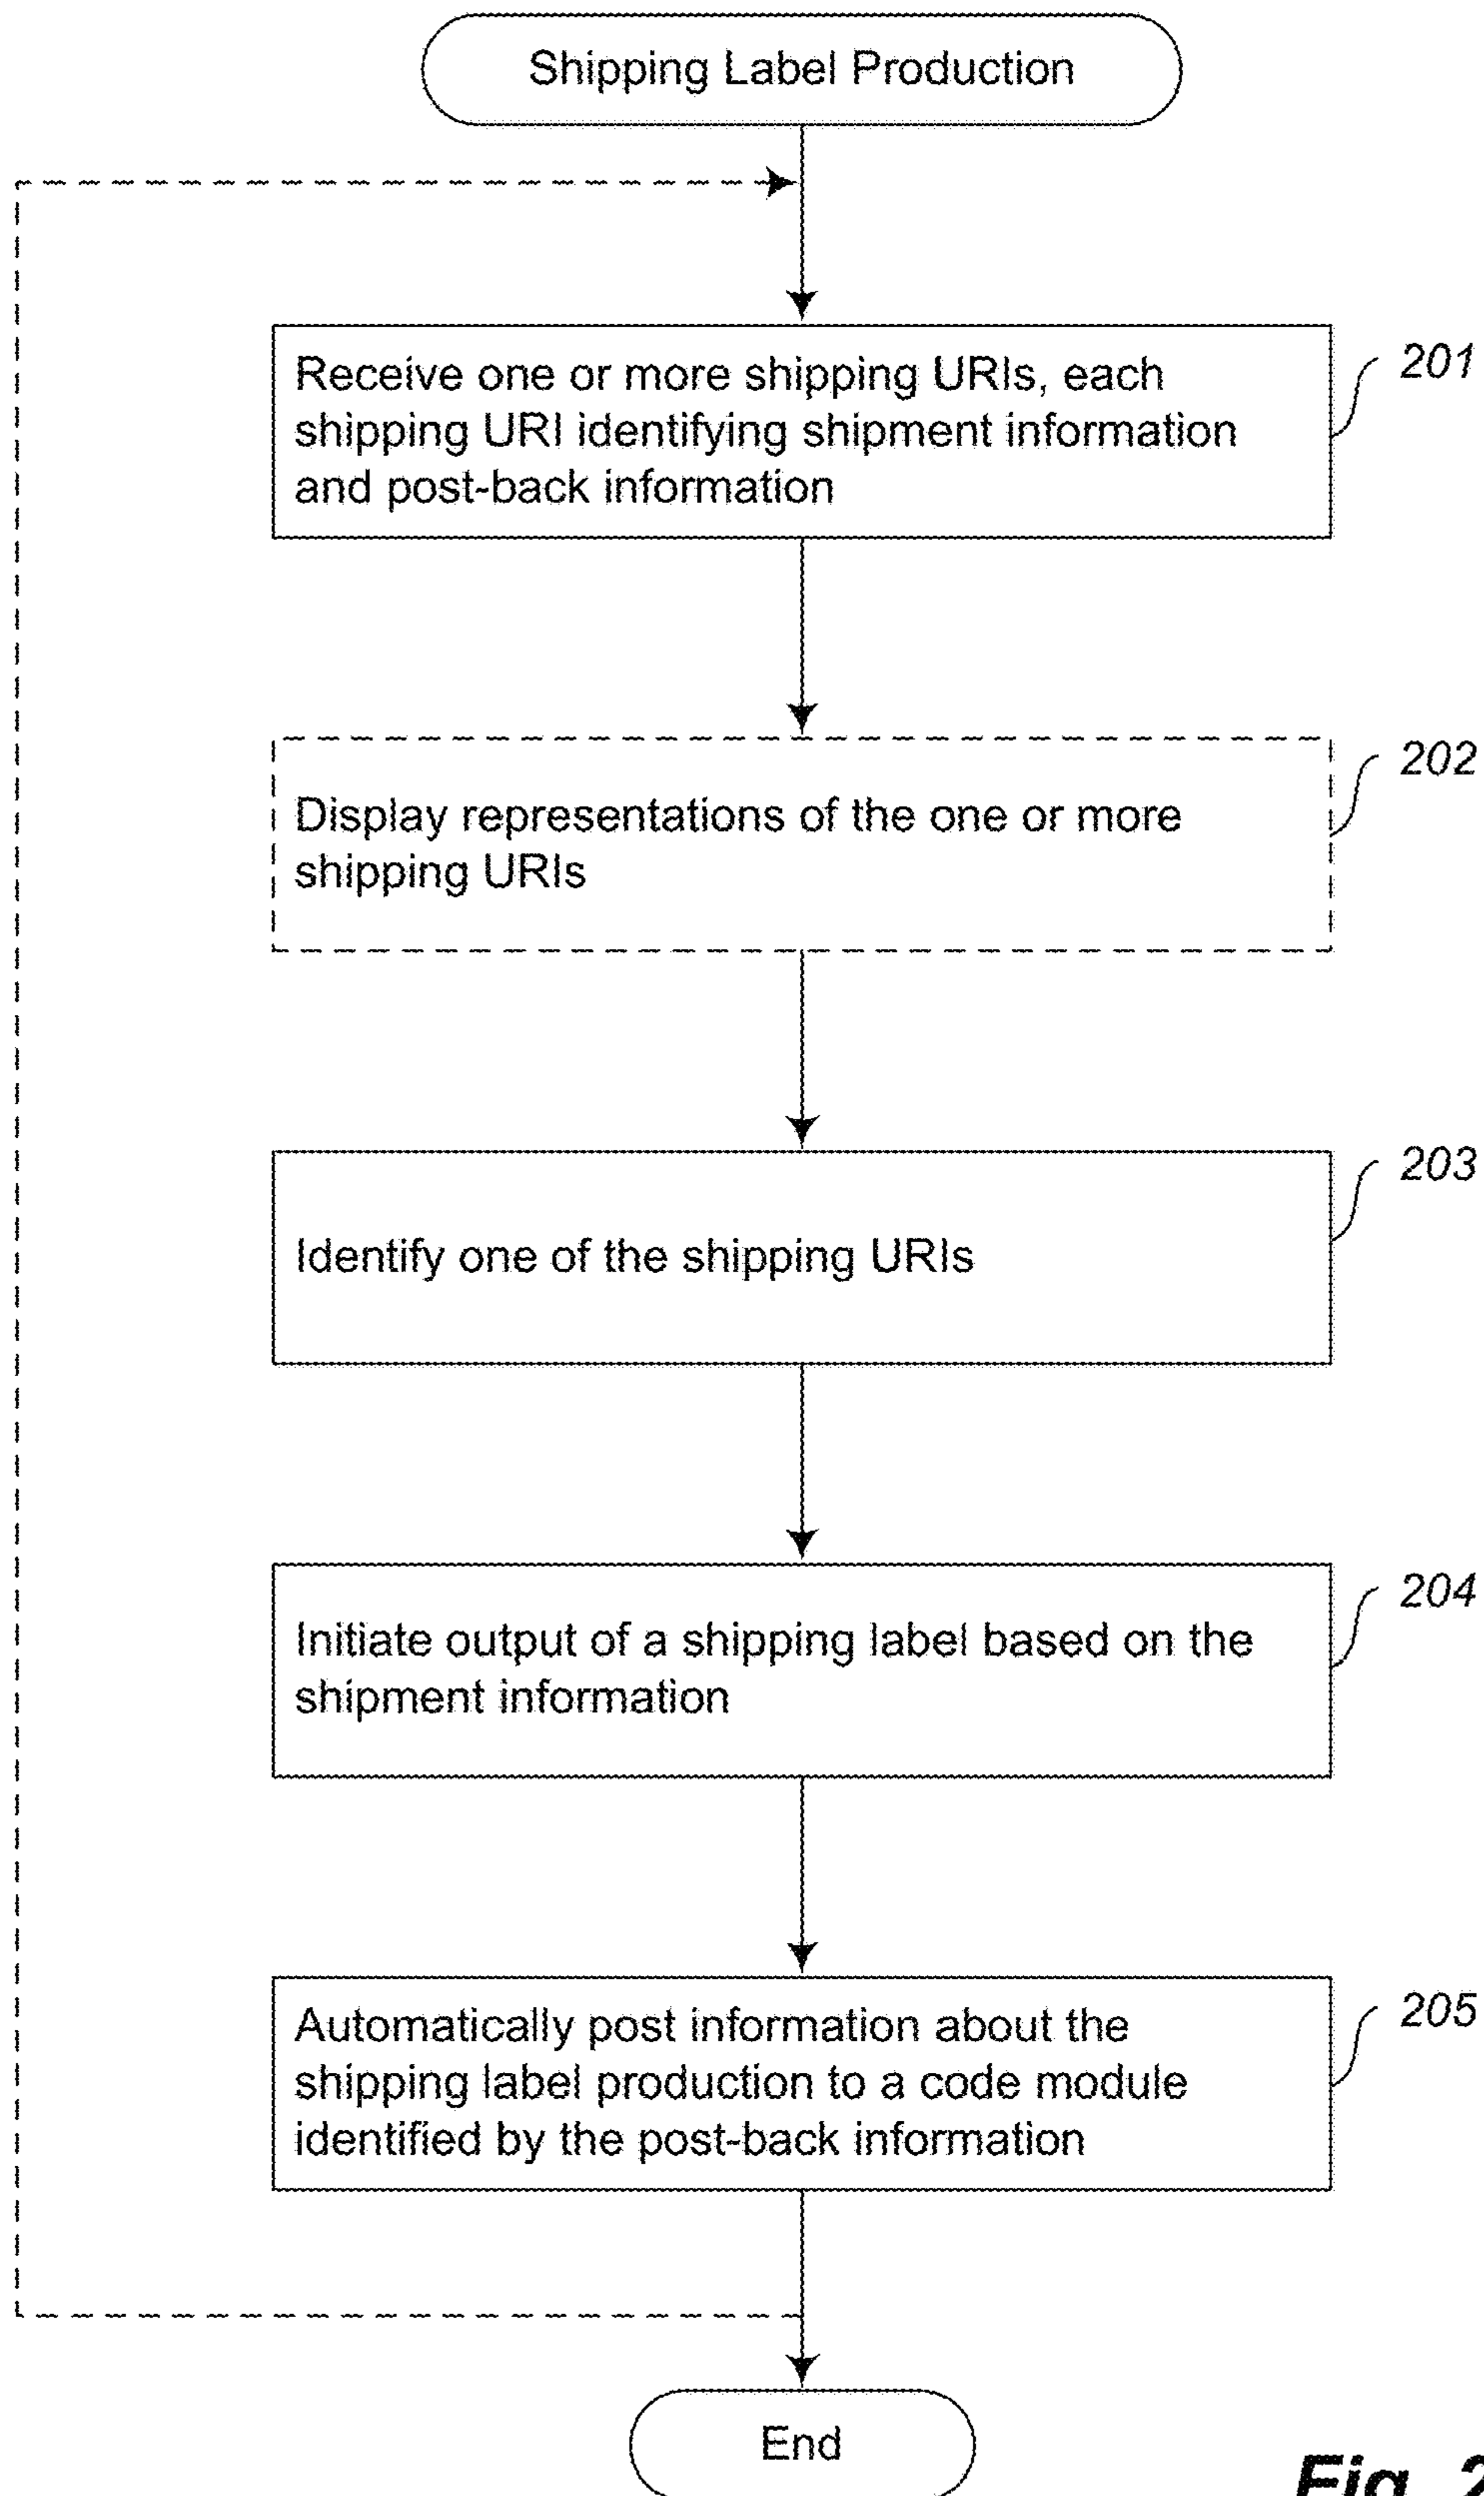 Shipping Label Production
Receive one or more shipping URIs, each
shipping URI identifying shipment information
and post-back information
201
Display representations of the one or more
shipping URIs
202
Identify one of the shipping URIs
203
Initiate output of a shipping label based on the
shipment information
204
Automatically post information about the
shipping label production to a code module
identified by the post-back information
205
End
Fig. 2